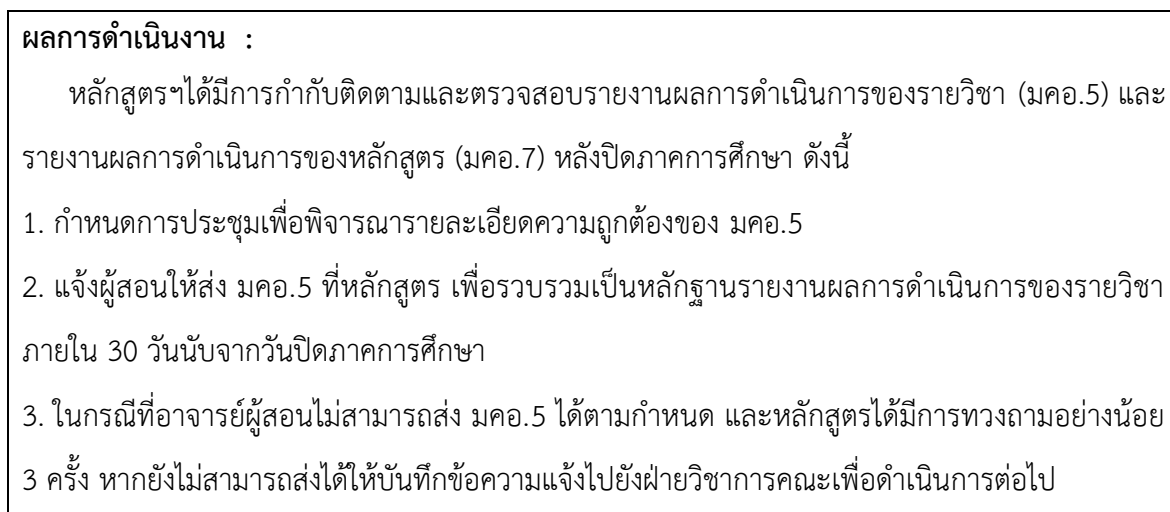 ผลการดำเนินงาน :
หลักสูตรฯได้มีการกำกับติดตามและตรวจสอบรายงานผลการดำเนินการของรายวิชา (มคอ.5) และ
รายงานผลการดำเนินการของหลักสูตร (มคอ.7) หลังปิดภาคการศึกษา ดังนี้
1. กำหนดการประชุมเพื่อพิจารณารายละเอียดความถูกต้องของ มคอ.5
2. แจ้งผู้สอนให้ส่ง มคอ.5 ที่หลักสูตร เพื่อรวบรวมเป็นหลักฐานรายงานผลการดำเนินการของรายวิชา
ภายใน 30 วันนับจากวันปิดภาคการศึกษา
3. ในกรณีที่อาจารย์ผู้สอนไม่สามารถส่ง มคอ.5 ได้ตามกำหนด และหลักสูตรได้มีการทวงถามอย่างน้อย
3 ครั้ง หากยังไม่สามารถส่งได้ให้บันทึกข้อความแจ้งไปยังฝ่ายวิชาการคณะเพื่อดำเนินการต่อไป